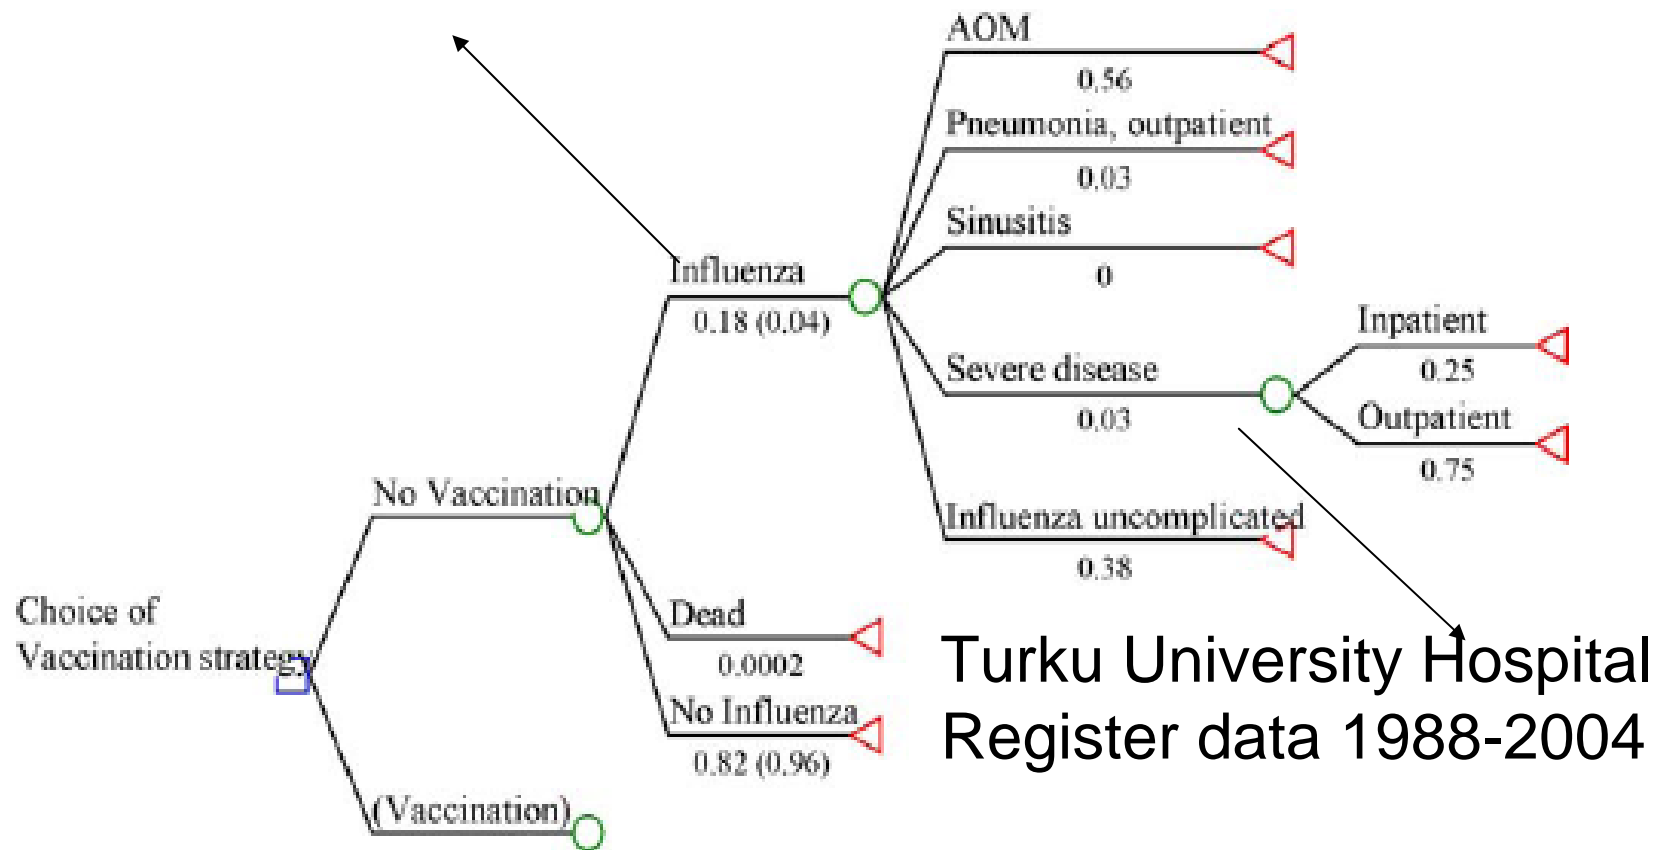 AOM
0.56
Pneumonia, outpatient
0.03
Sinusitis
0
Influenza
0.18 (0.04)
Inpatient
0.25
Severe disease
0.03
Outpatient
0.75
No Vaccination
Influenza uncomplicated
0.38
Choice of
Vaccination strategy
Dead
0.0002
No Influenza
0.82 (0.96)
(Vaccination)
Turku University Hospital
Register data 1988-2004